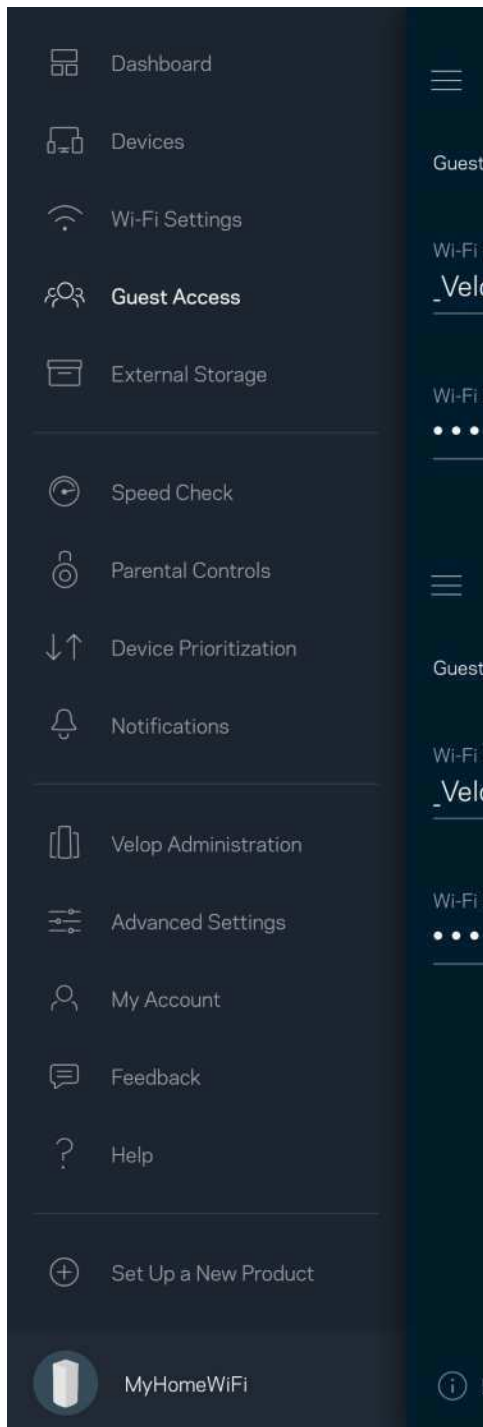 Dashboard
Devices
Wi-Fi Settings
Guest Access
External Storage
Speed Check
Parental Controls
Device Prioritization
Notifications
Velop Administration
Advanced Settings
My Account
Feedback
Help
Set Up a New Product
MyHomeWiFi
Guest
Wi-Fi
_Velo
Wi-Fi
•••
Guest
Wi-Fi
_Velo
Wi-Fi
•••